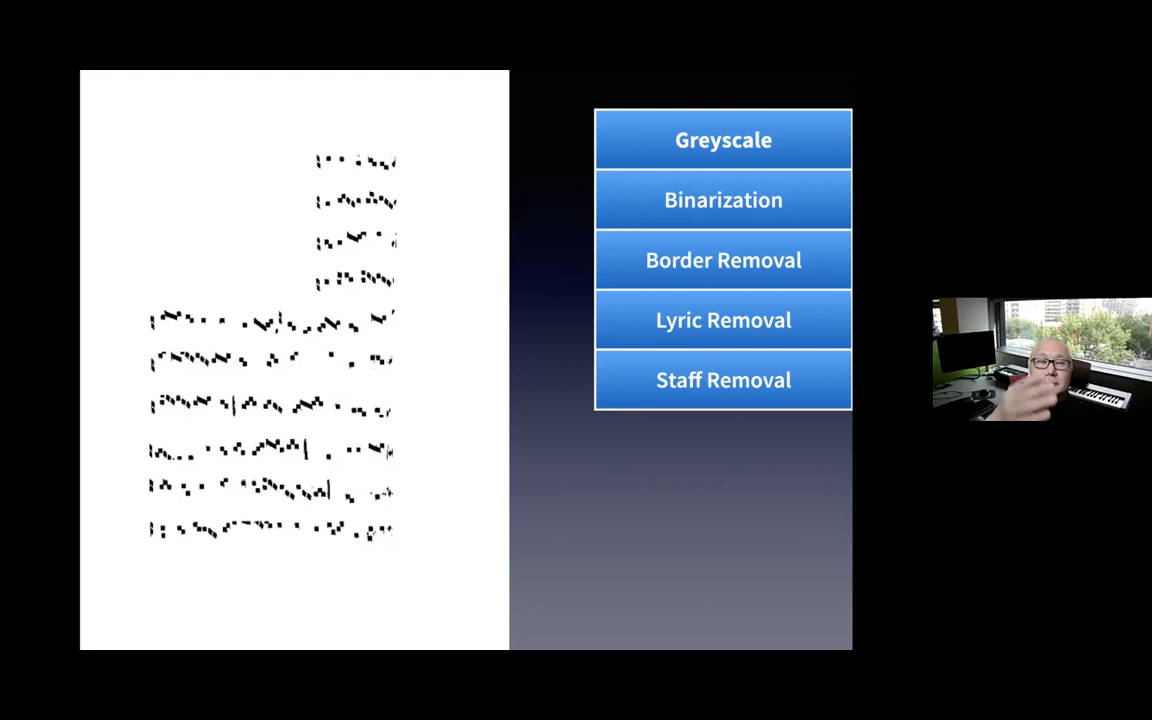 Greyscale
Binarization
Border Removal
Lyric Removal
Staff Removal